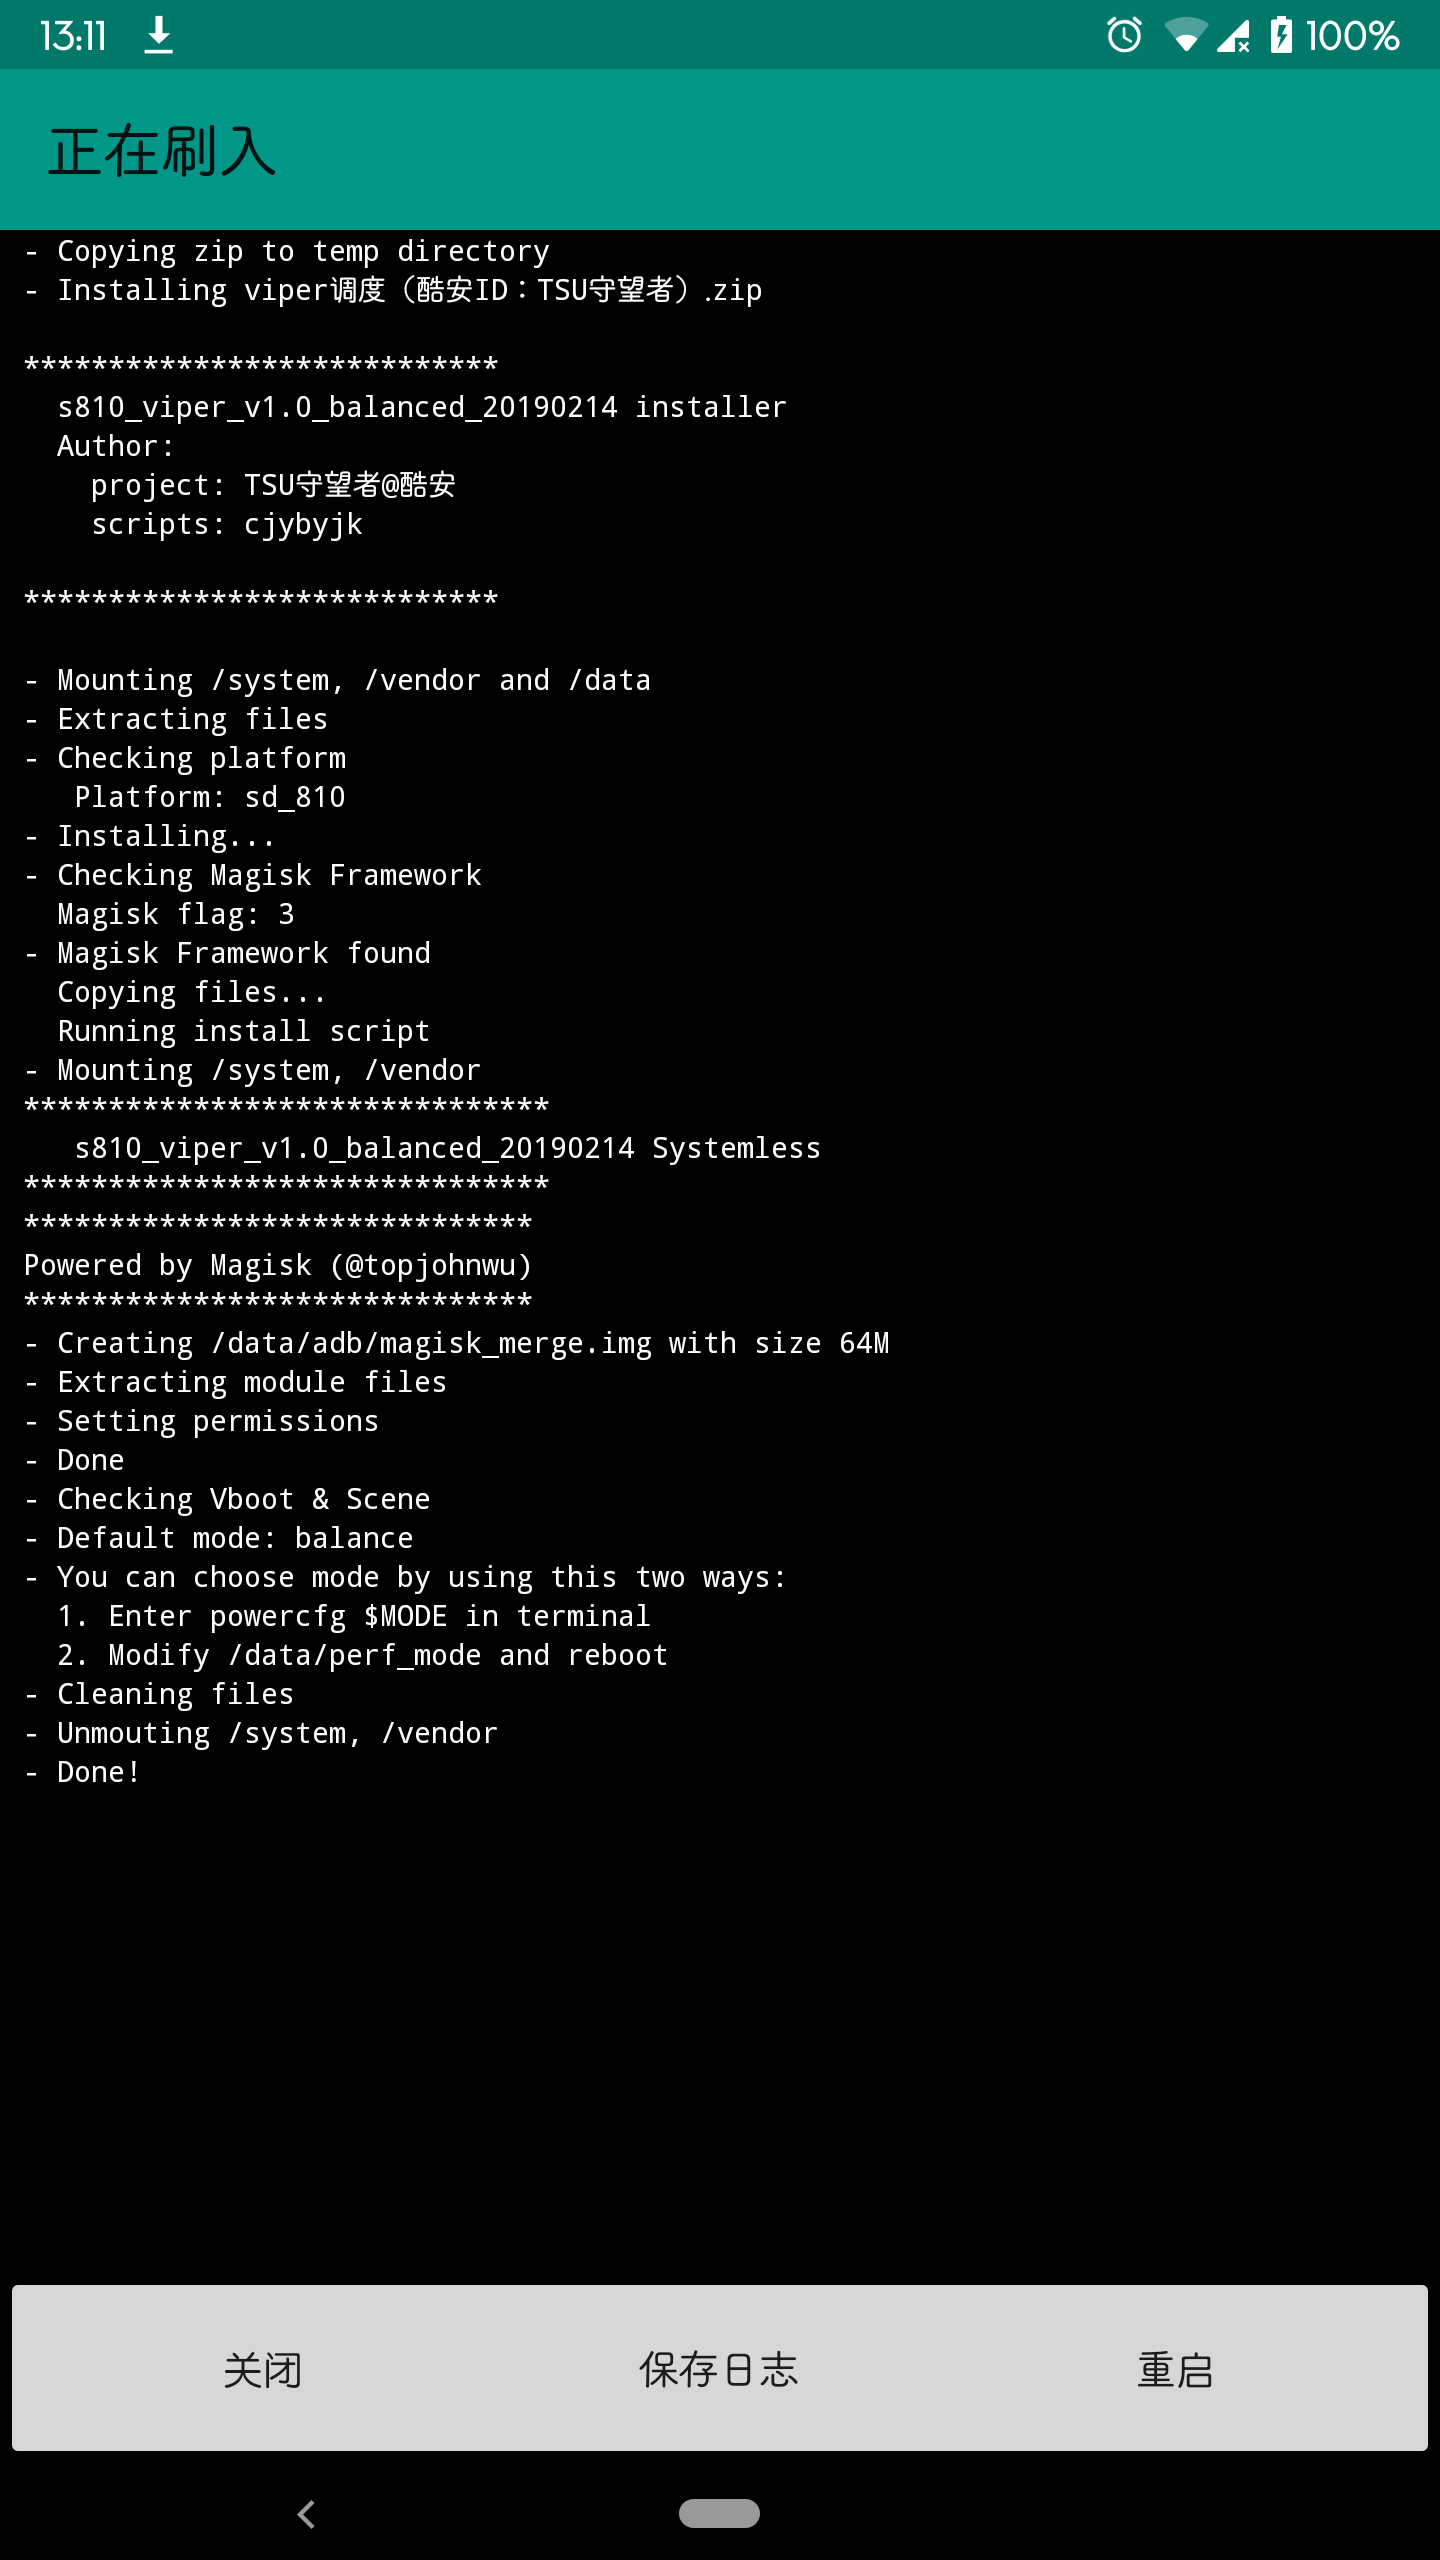 13:11
100%
正在刷入
- Copying zip to temp directory
- Installing viper调度（酷安ID：TSU守望者）.zip
****************************
s810_viper_v1.0_balanced_20190214 installer
Author:
project: TSU守望者@酷安
scripts: cjybyjk
****************************
- Mounting /system, /vendor and /data
- Extracting files
- Checking platform
Platform: sd_810
- Installing...
- Checking Magisk Framework
Magisk flag: 3
- Magisk Framework found
Copying files...
Running install script
- Mounting /system, /vendor
*******************************
s810_viper_v1.0_balanced_20190214 Systemless
*******************************
******************************
Powered by Magisk (@topjohnwu)
******************************
- Creating /data/adb/magisk_merge.img with size 64M
- Extracting module files
- Setting permissions
- Done
- Checking Vboot & Scene
- Default mode: balance
- You can choose mode by using this two ways:
1. Enter powercfg $MODE in terminal
2. Modify /data/perf_mode and reboot
- Cleaning files
- Unmouting /system, /vendor
- Done!
关闭
保存日志
重启